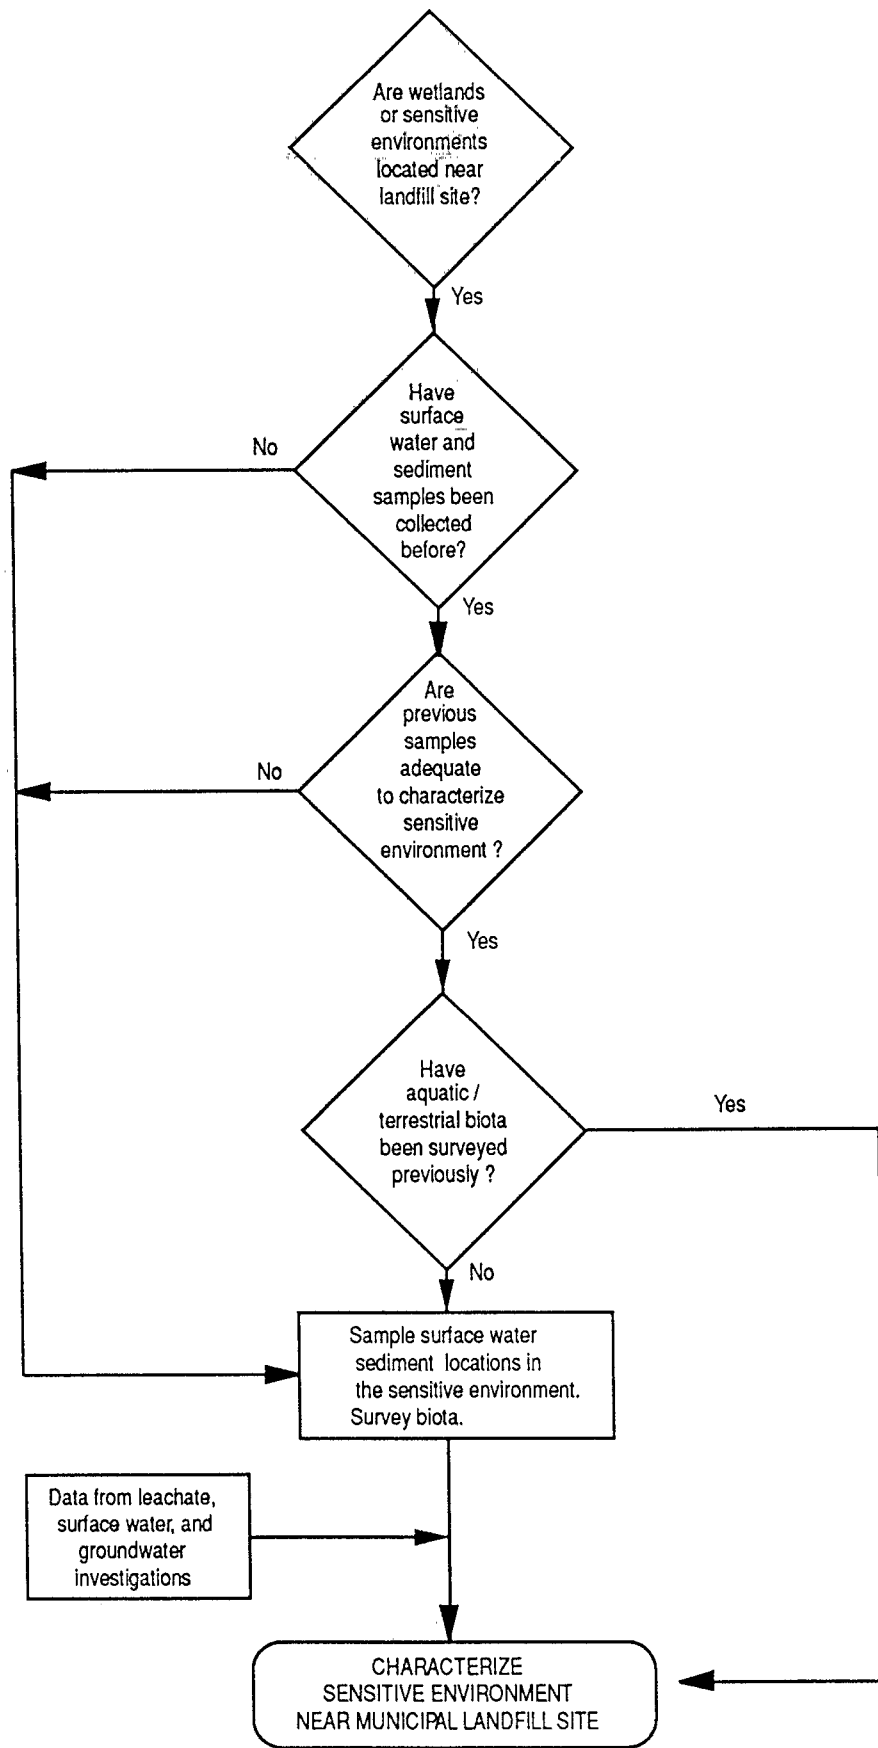 Are wetlands
or sensitive
environments
located near
landfill site?
Yes
Have
surface
water and
sediment
samples been
collected
before?
No
Yes
Are
previous
samples
adequate
to characterize
sensitive
environment ?
No
Yes
Have
aquatic /
terrestrial biota
been surveyed
previously ?
Yes
No
Sample surface water
sediment locations in
the sensitive environment.
Survey biota.
Data from leachate,
surface water, and
groundwater
investigations
CHARACTERIZE
SENSITIVE ENVIRONMENT
NEAR MUNICIPAL LANDFILL SITE